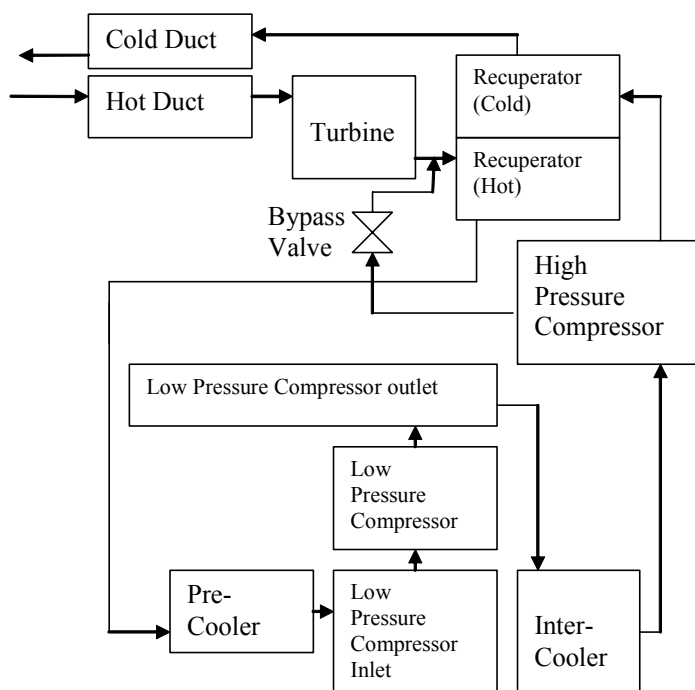 Cold Duct
Hot Duct
Turbine
Recuperator
(Cold)
Recuperator
(Hot)
Bypass
Valve
High
Pressure
Compressor
Low Pressure Compressor outlet
Low
Pressure
Compressor
Pre-
Cooler
Low
Pressure
Compressor
Inlet
Inter-
Cooler